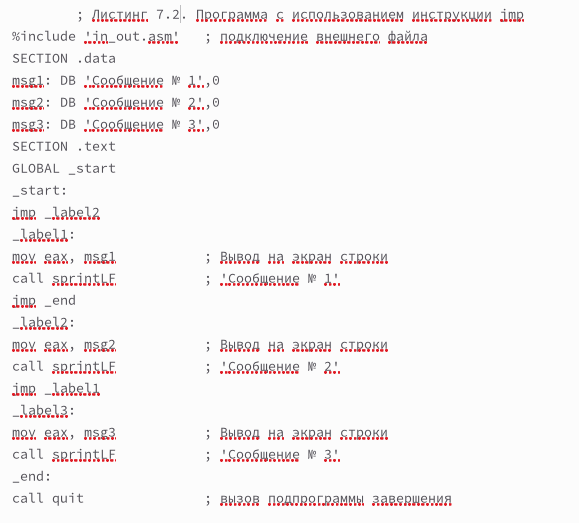 ; Листинг 7.2. Программа с использованием инструкции jmp
%include 'in_out.asm' ; подключение внешнего файла
SECTION .data
msg1: DB 'Сообщение № 1',0
msg2: DB 'Сообщение № 2',0
msg3: DB 'Сообщение № 3',0
SECTION .text
GLOBAL _start
_start:
jmp _label2
_label1:
mov eax, msg1 ; Вывод на экран строки
call sprintLF ; 'Сообщение № 1'
jmp _end
_label2:
mov eax, msg2 ; Вывод на экран строки
call sprintLF ; 'Сообщение № 2'
jmp _label1
_label3:
mov eax, msg3 ; Вывод на экран строки
call sprintLF ; 'Сообщение № 3'
_end:
call quit ; вызов подпрограммы завершения